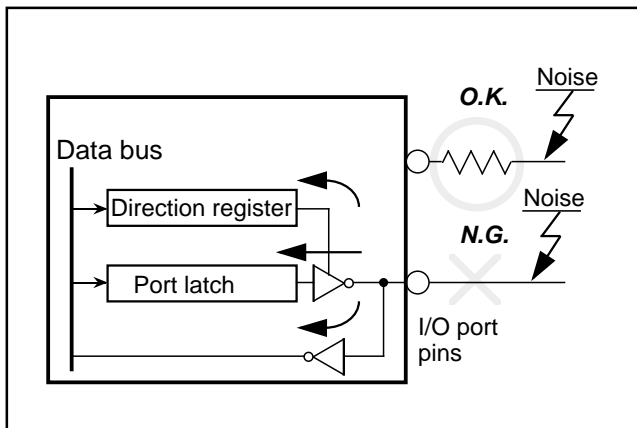 Noise
O.K.
Data bus
Noise
Direction register
N.G.
Port latch
I/O port
pins